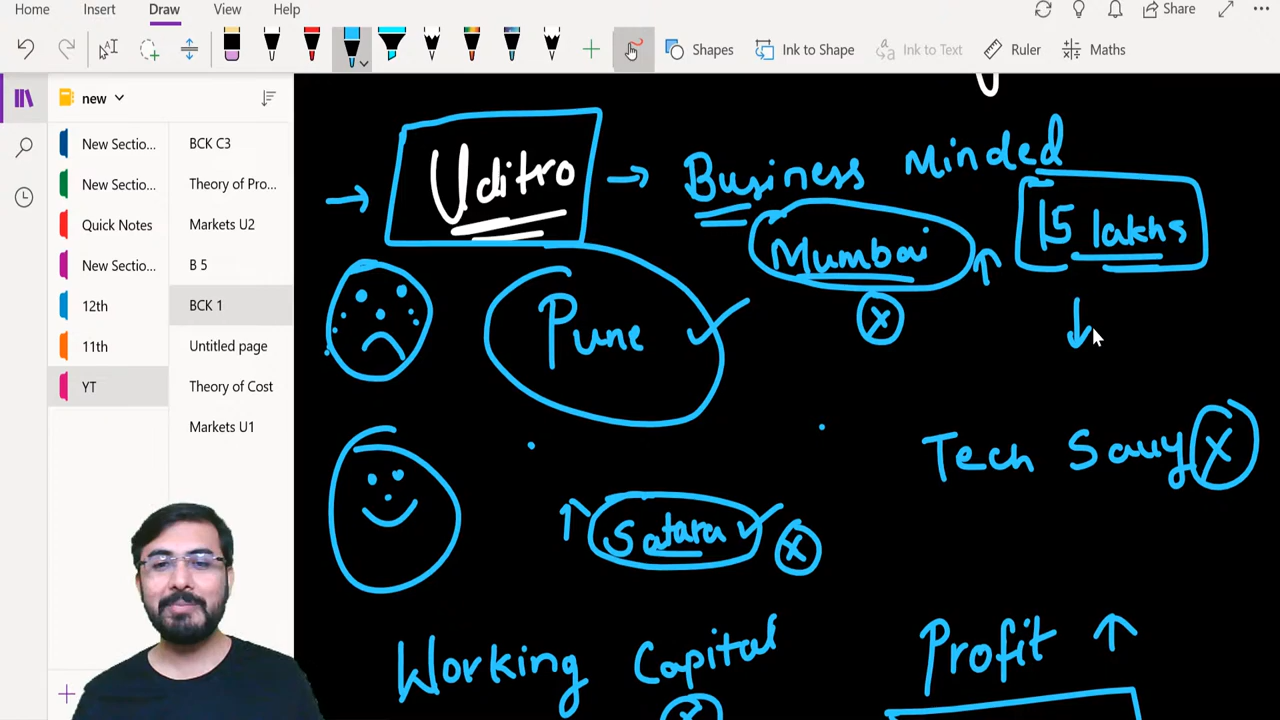 Home Insert Draw View Help Share
Shapes Ink to Shape Ink to Text Ruler Maths
new
New Sectio...
New Sectio...
Quick Notes
New Sectio...
12th
11th
YT
BCK C3
Theory of Pro...
Markets U2
B 5
BCK 1
Untitled page
Theory of Cost
Markets U1
Uditro → Business Minded
Mumbai ↑ 15 lakhs
Pune
Tech Savy X
↑ Satara X
Working Capital Profit ↑